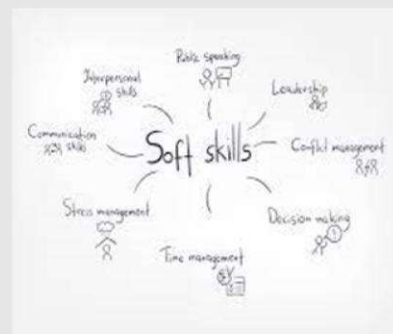 Public speaking
Interpersonal
skills
Leadership
Communication
skills
Soft skills
Conflict management
Stress management
Decision making
Time management